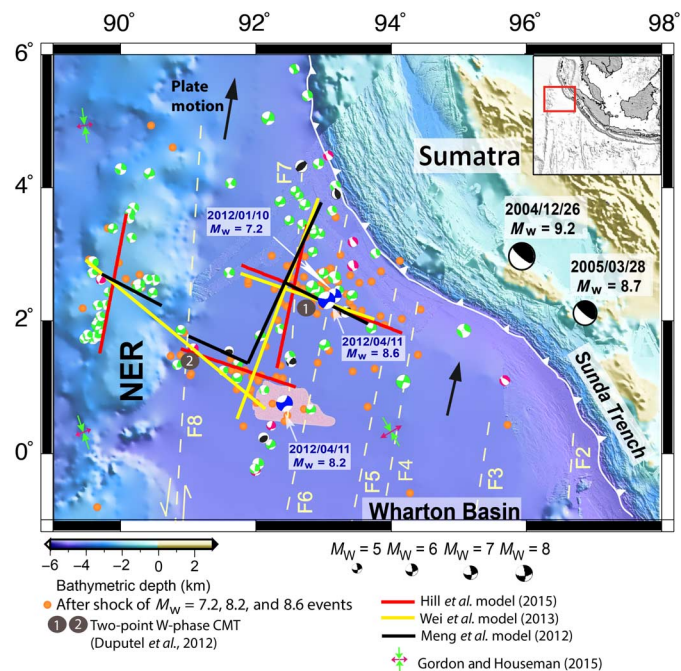 90° 92° 94° 96° 98°
6°
4°
2°
0°
Plate
motion
Sumatra
F7
2012/01/10
Mw = 7.2
2004/12/26
Mw = 9.2
2005/03/28
Mw = 8.7
1
2
2012/04/11
Mw = 8.6
NER
Sunda Trench
2012/04/11
Mw = 8.2
F8
F6
F5
F4
F3
F2
Wharton Basin
−6 −4 −2 0 2
Bathymetric depth (km)
MW = 5 MW = 6 MW = 7 MW = 8
After shock of MW = 7.2, 8.2, and 8.6 events
1 2 Two-point W-phase CMT
(Duputel et al., 2012)
Hill et al. model (2015)
Wei et al. model (2013)
Meng et al. model (2012)
Gordon and Houseman (2015)